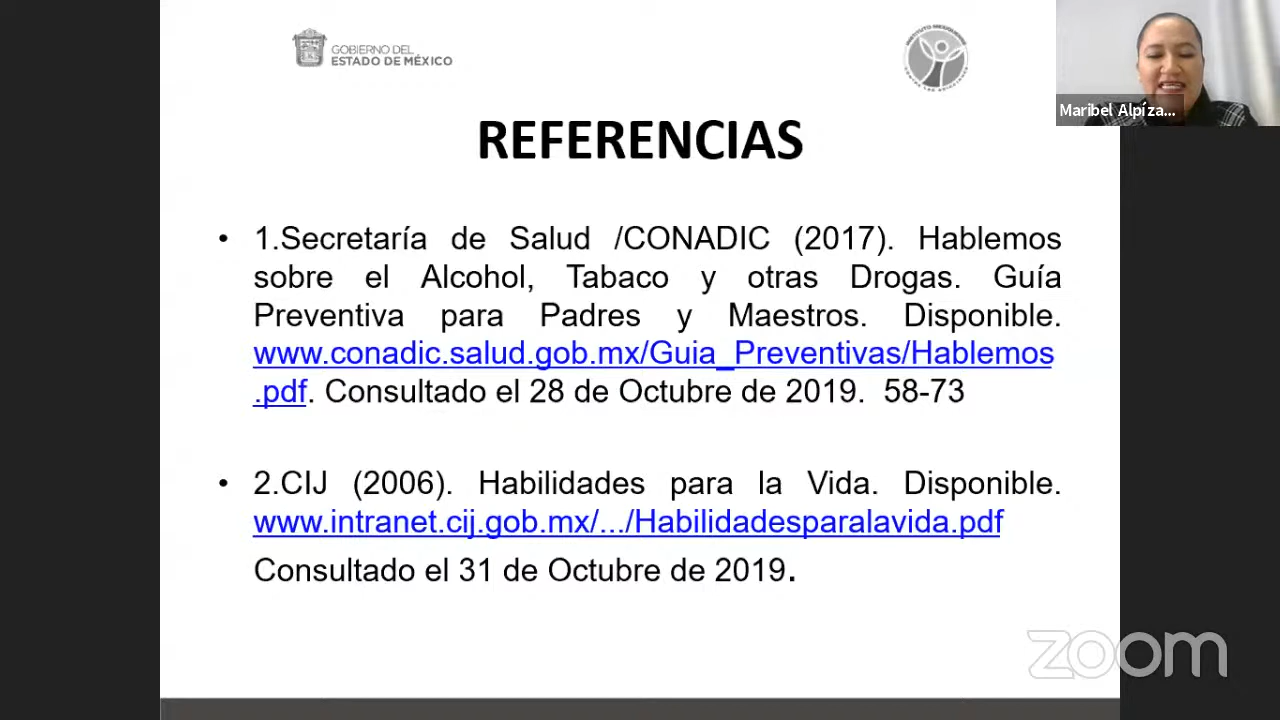 GOBIERNO DEL
ESTADO DE MÉXICO
Maribel Alpíza...
REFERENCIAS
• 1.Secretaría de Salud /CONADIC (2017). Hablemos
sobre el Alcohol, Tabaco y otras Drogas. Guía
Preventiva para Padres y Maestros. Disponible.
www.conadic.salud.gob.mx/Guia_Preventivas/Hablemos
.pdf. Consultado el 28 de Octubre de 2019. 58-73
• 2.CIJ (2006). Habilidades para la Vida. Disponible.
www.intranet.cij.gob.mx/.../Habilidadesparalavida.pdf
Consultado el 31 de Octubre de 2019.
zoom